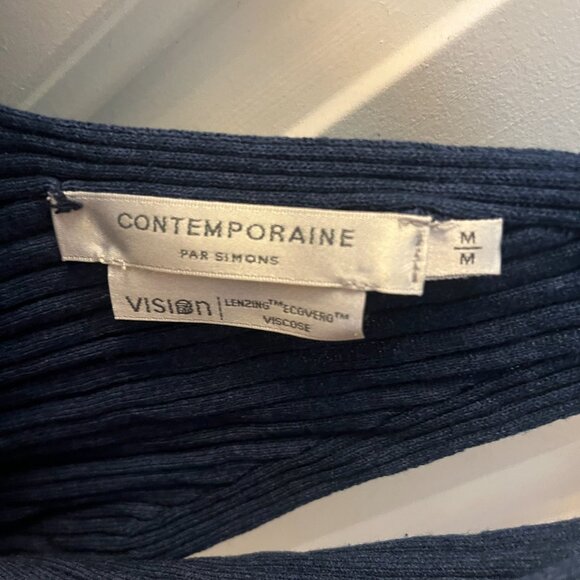 CONTEMPORAINE
PAR SIMONS
M
M
VISION
LENZING™ ECOVERO™
VISCOSE